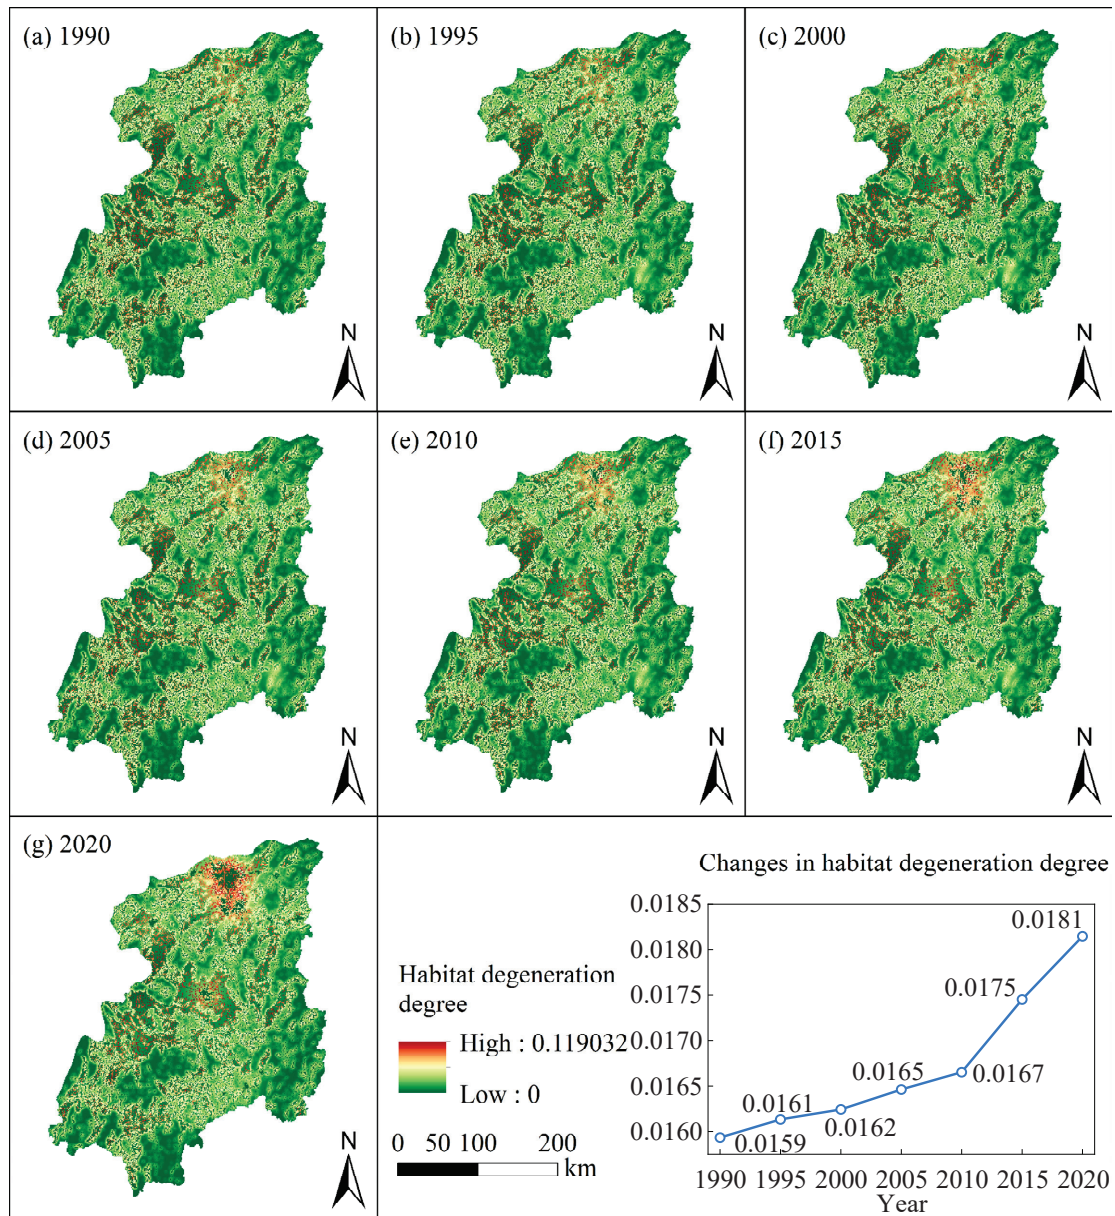 (a) 1990
N
(b) 1995
N
(c) 2000
N
(d) 2005
N
(e) 2010
N
(f) 2015
N
(g) 2020
N
Habitat degeneration
degree
High : 0.119032
Low : 0
0 50 100 200
km
Changes in habitat degeneration degree
0.0185
0.0180
0.0175
0.0170
0.0165
0.0160
0.0159
0.0161
0.0162
0.0165
0.0167
0.0175
0.0181
1990 1995 2000 2005 2010 2015 2020
Year